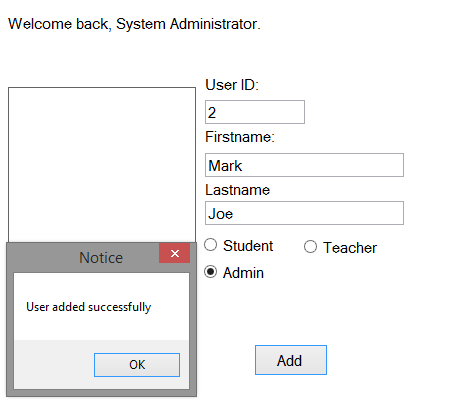 Welcome back, System Administrator.
User ID:
2
Firstname:
Mark
Lastname
Joe
Student
Teacher
Admin
Add
Notice
x
User added successfully
OK